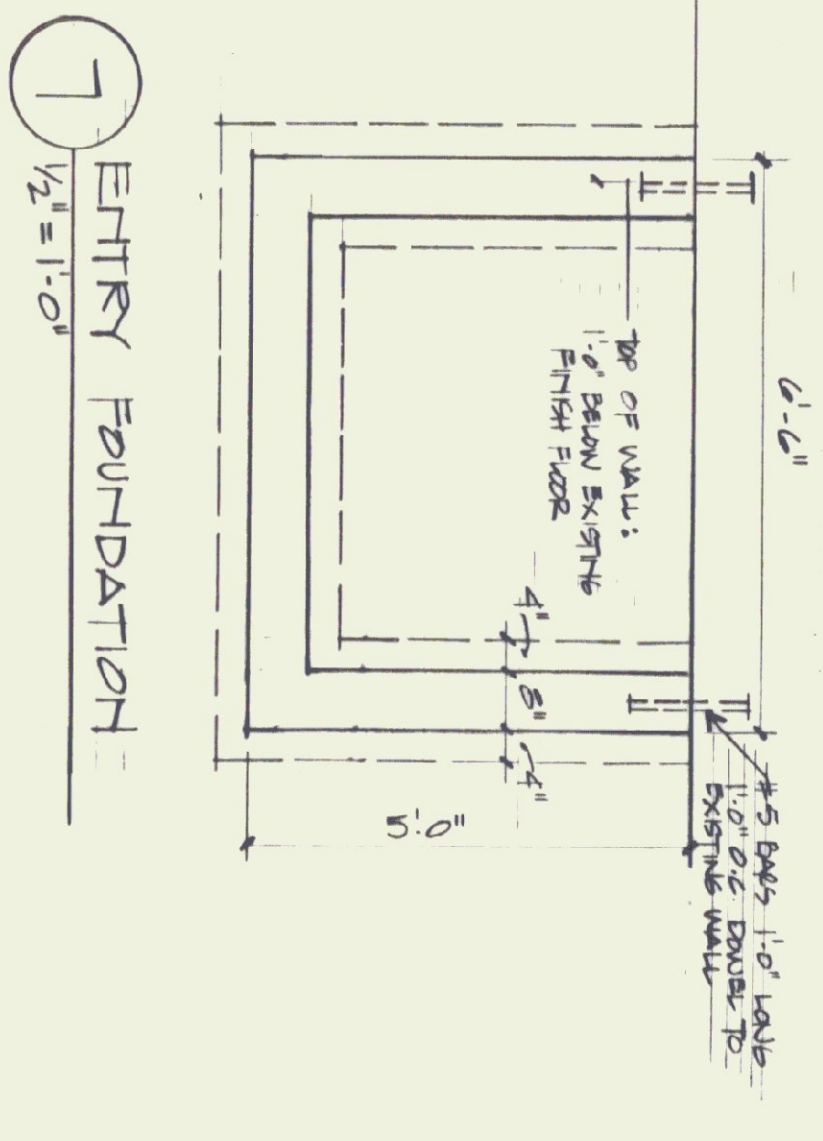 6'-6"
TOP OF WALL:
1'-0" BELOW EXISTING
FINISH FLOOR
4" 8" 4"
#5 BARS 1'-0" LONG
1'-0" O.C. DOWEL TO
EXISTING WALL
5'-0"
7
ENTRY FOUNDATION
1/2" = 1'-0"